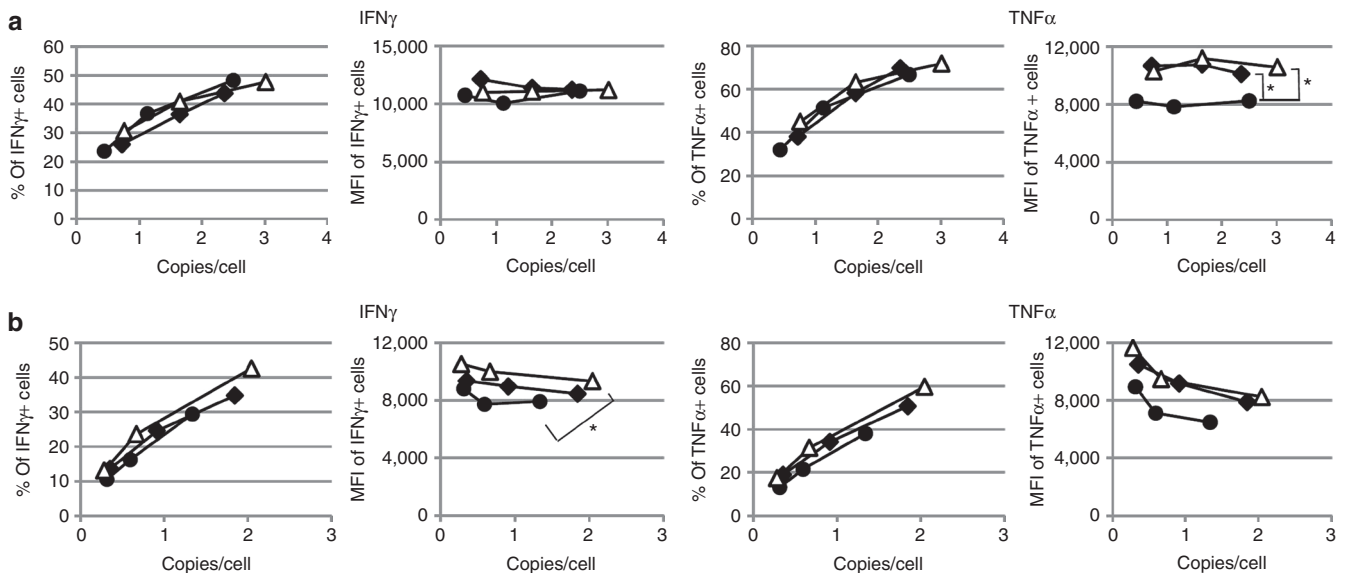 a
IFNγ
TNFα
% Of IFNγ+ cells
60
50
40
30
20
10
0
0 1 2 3 4
Copies/cell
MFI of IFNγ+ cells
15,000
10,000
5,000
0
0 1 2 3 4
Copies/cell
% Of TNFα+ cells
80
60
40
20
0
0 1 2 3 4
Copies/cell
MFI of TNFα + cells
12,000
8,000
4,000
0
0 1 2 3 4
Copies/cell
*
*
b
IFNγ
TNFα
% Of IFNγ+ cells
50
40
30
20
10
0
0 1 2 3
Copies/cell
MFI of IFNγ+ cells
12,000
8,000
4,000
0
0 1 2 3
Copies/cell
*
% Of TNFα+ cells
80
60
40
20
0
0 1 2 3
Copies/cell
MFI of TNFα+ cells
12,000
8,000
4,000
0
0 1 2 3
Copies/cell